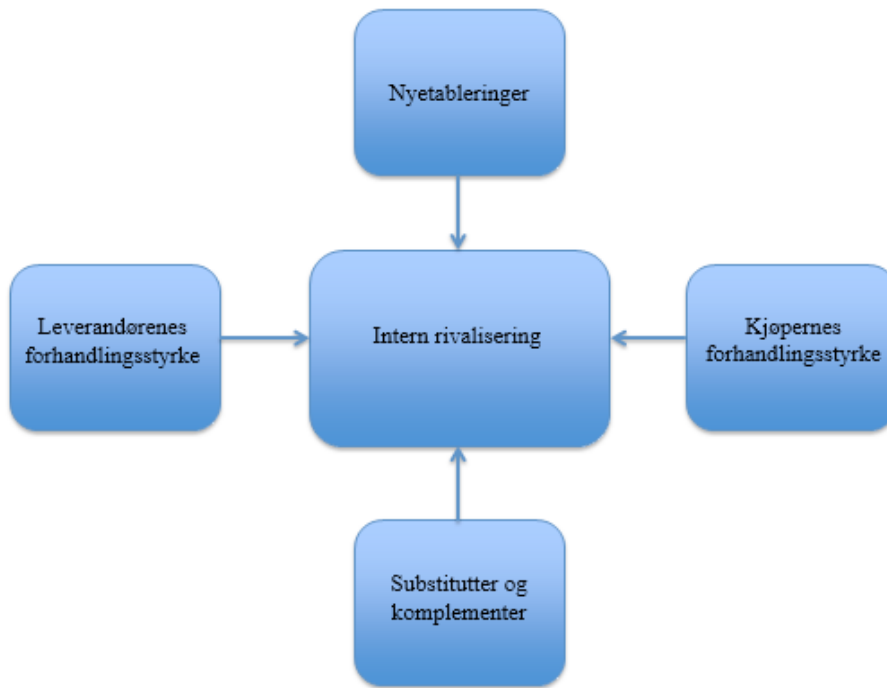 Nyetableringer
Leverandørenes
forhandlingsstyrke
Intern rivalisering
Kjøpernes
forhandlingsstyrke
Substitutter og
komplementer